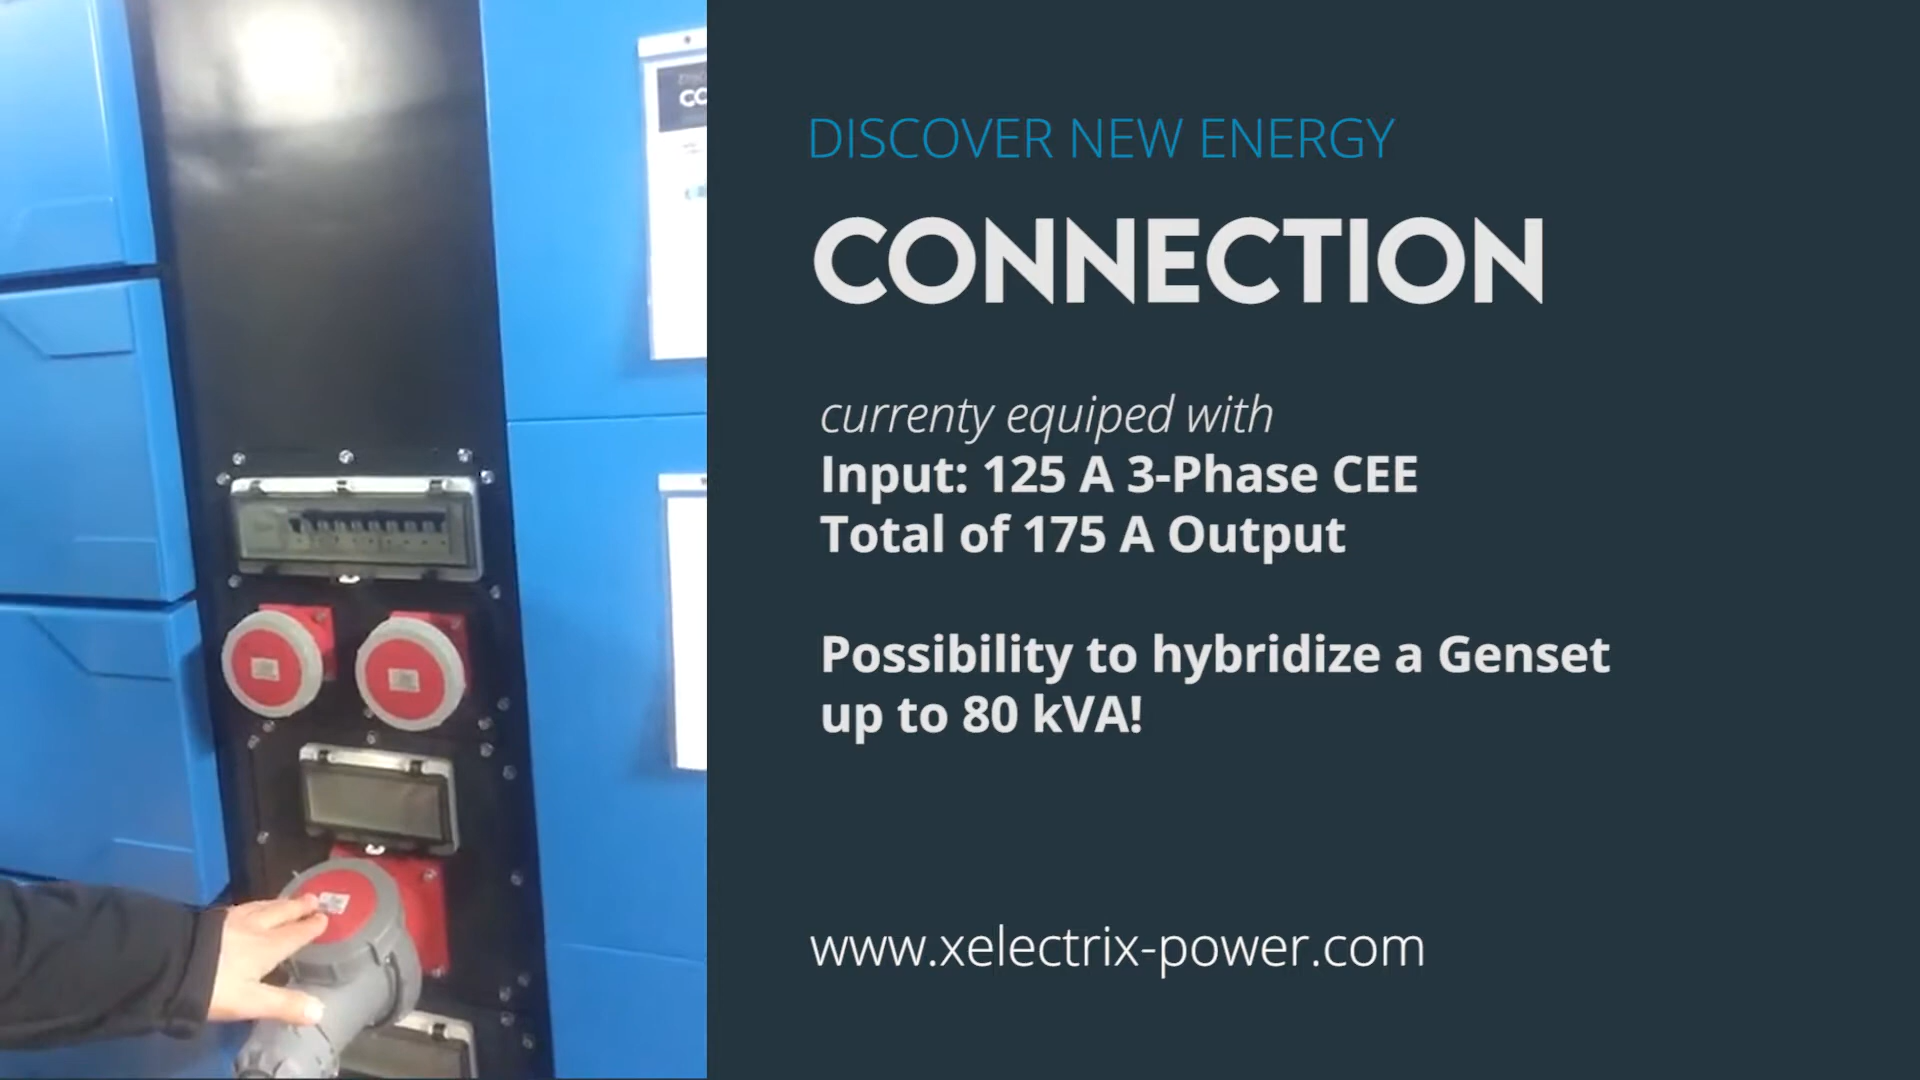 DISCOVER NEW ENERGY
CONNECTION
currenty equiped with
Input: 125 A 3-Phase CEE
Total of 175 A Output
Possibility to hybridize a Genset
up to 80 kVA!
www.xelectrix-power.com